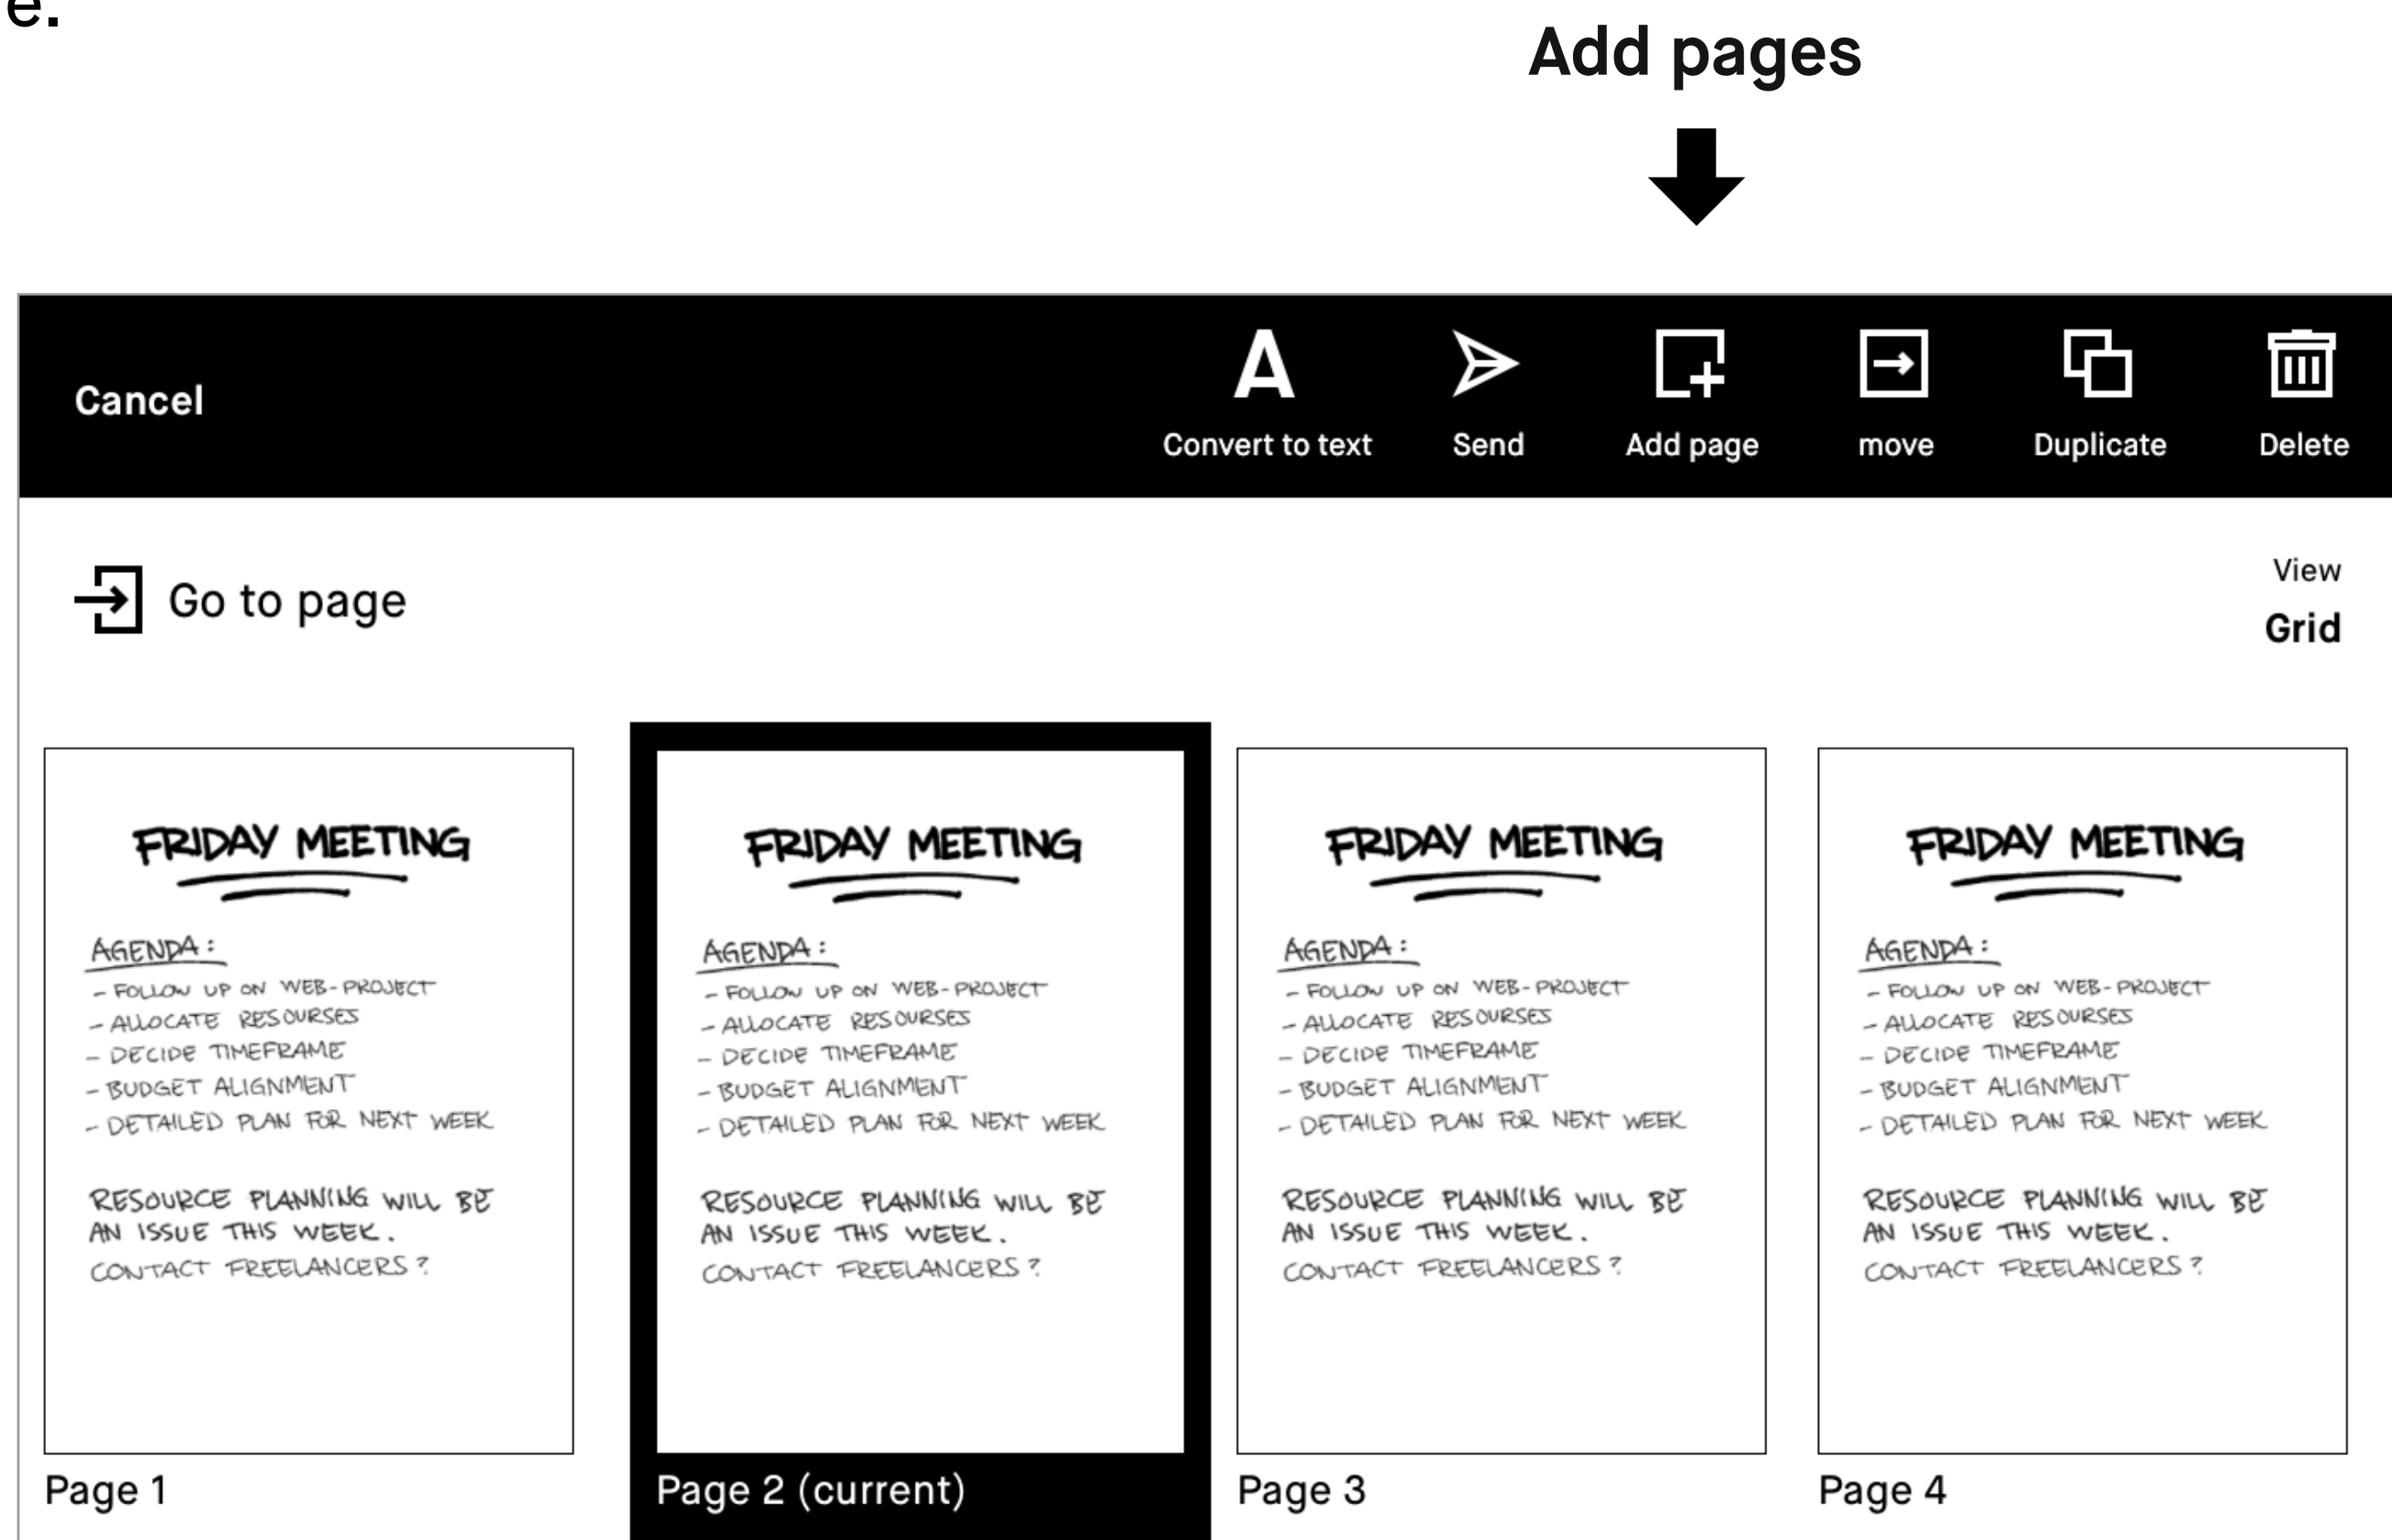 e.
Add pages
Cancel
Convert to text
Send
Add page
move
Duplicate
Delete
Go to page
View
Grid
FRIDAY MEETING
AGENDA:
- FOLLOW UP ON WEB-PROJECT
- ALLOCATE RESOURSES
- DECIDE TIMEFRAME
- BUDGET ALIGNMENT
- DETAILED PLAN FOR NEXT WEEK
RESOURCE PLANNING WILL BE
AN ISSUE THIS WEEK.
CONTACT FREELANCERS?
Page 1
FRIDAY MEETING
AGENDA:
- FOLLOW UP ON WEB-PROJECT
- ALLOCATE RESOURSES
- DECIDE TIMEFRAME
- BUDGET ALIGNMENT
- DETAILED PLAN FOR NEXT WEEK
RESOURCE PLANNING WILL BE
AN ISSUE THIS WEEK.
CONTACT FREELANCERS?
Page 2 (current)
FRIDAY MEETING
AGENDA:
- FOLLOW UP ON WEB-PROJECT
- ALLOCATE RESOURSES
- DECIDE TIMEFRAME
- BUDGET ALIGNMENT
- DETAILED PLAN FOR NEXT WEEK
RESOURCE PLANNING WILL BE
AN ISSUE THIS WEEK.
CONTACT FREELANCERS?
Page 3
FRIDAY MEETING
AGENDA:
- FOLLOW UP ON WEB-PROJECT
- ALLOCATE RESOURSES
- DECIDE TIMEFRAME
- BUDGET ALIGNMENT
- DETAILED PLAN FOR NEXT WEEK
RESOURCE PLANNING WILL BE
AN ISSUE THIS WEEK.
CONTACT FREELANCERS?
Page 4